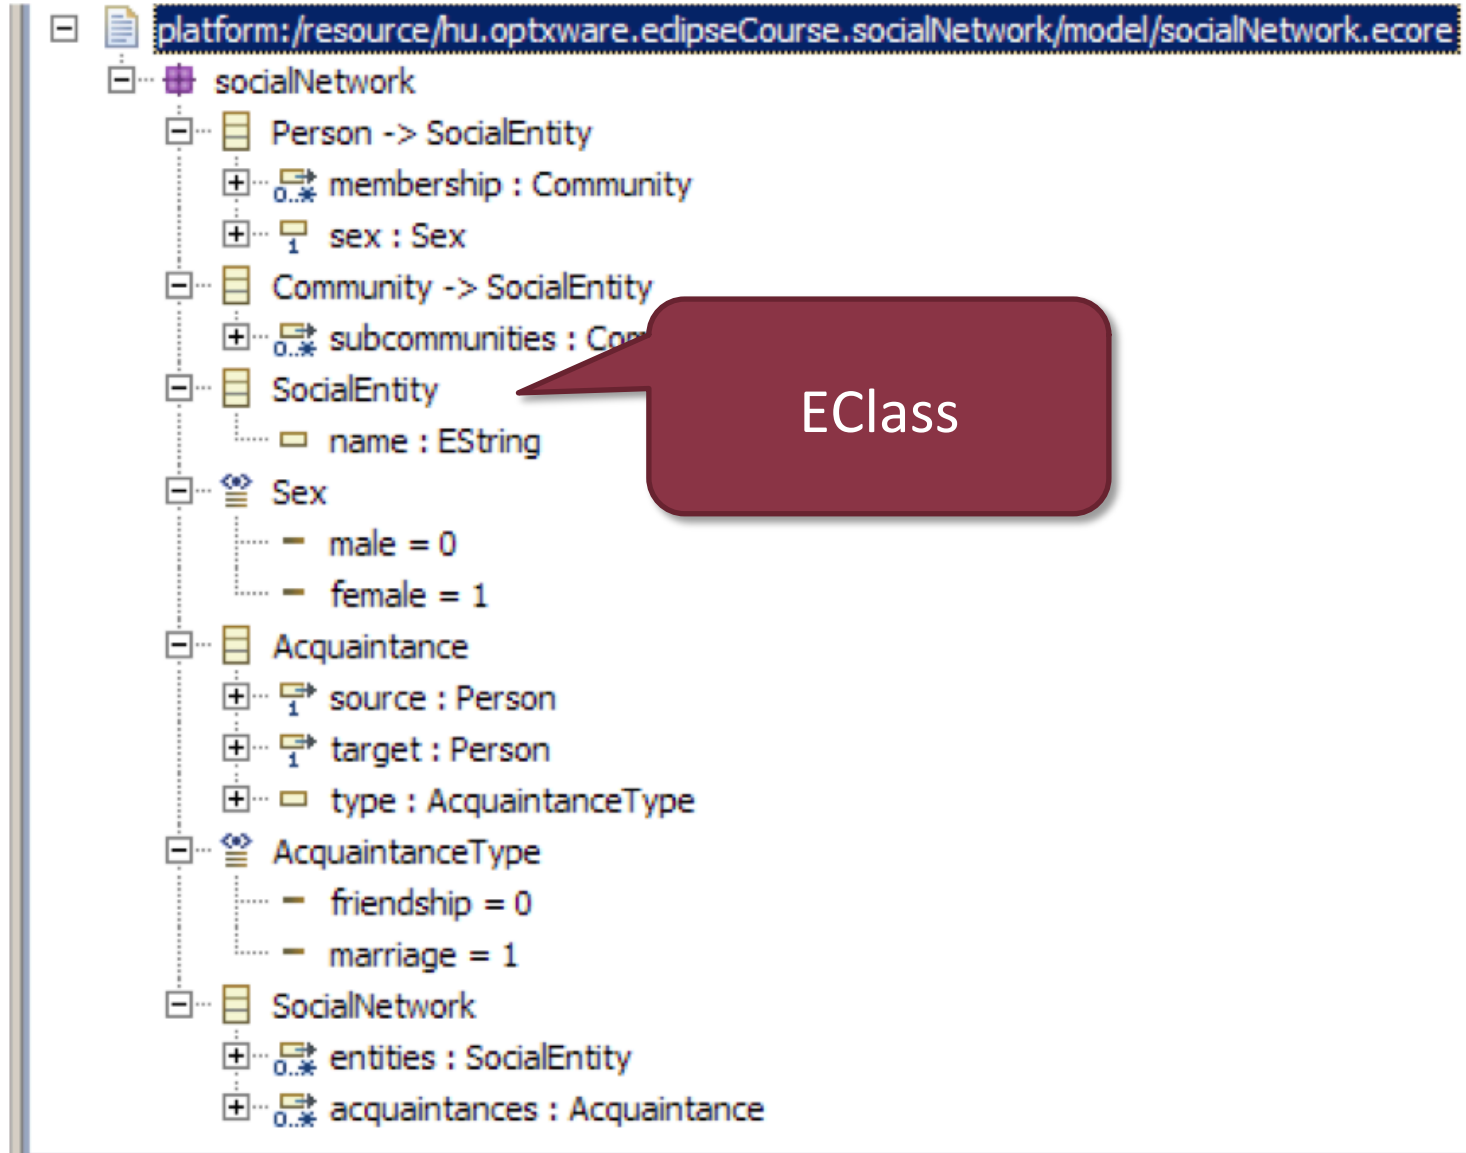 platform:/resource/hu.optxware.eclipseCourse.socialNetwork/model/socialNetwork.ecore
socialNetwork
Person -> SocialEntity
0..* membership : Community
1 sex : Sex
Community -> SocialEntity
0..* subcommunities :
SocialEntity
EClass
name : EString
Sex
male = 0
female = 1
Acquaintance
1 source : Person
1 target : Person
type : AcquaintanceType
AcquaintanceType
friendship = 0
marriage = 1
SocialNetwork
0..* entities : SocialEntity
0..* acquaintances : Acquaintance